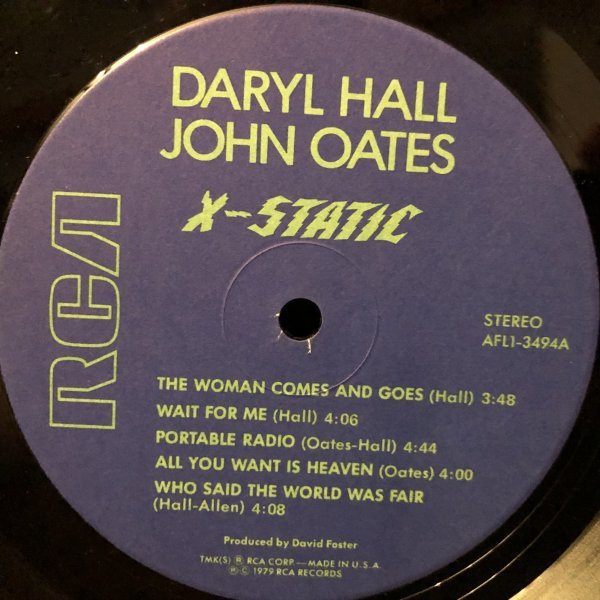 DARYL HALL
JOHN OATES
X-STATIC
RCA
STEREO
AFL1-3494A
THE WOMAN COMES AND GOES (Hall) 3:48
WAIT FOR ME (Hall) 4:06
PORTABLE RADIO (Oates-Hall) 4:44
ALL YOU WANT IS HEAVEN (Oates) 4:00
WHO SAID THE WORLD WAS FAIR
(Hall-Allen) 4:08
Produced by David Foster
TMK(S) ® RCA CORP.—MADE IN U.S.A.
℗ © 1979 RCA RECORDS